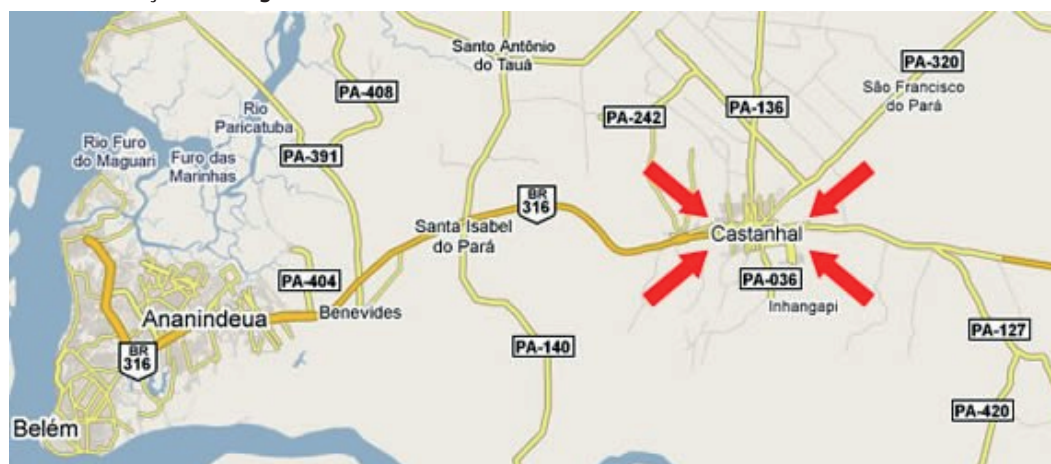 PA-320
Santo Antônio
do Tauá
São Francisco
do Pará
PA-408
PA-136
PA-242
Rio
Paricatuba
Rio Furo
do Maguari
Furo das
Marinhas
PA-391
BR
316
Santa Isabel
do Pará
Castanhal
PA-404
PA-036
Inhangapi
Benevides
Ananindeua
PA-127
BR
316
PA-140
PA-420
Belém